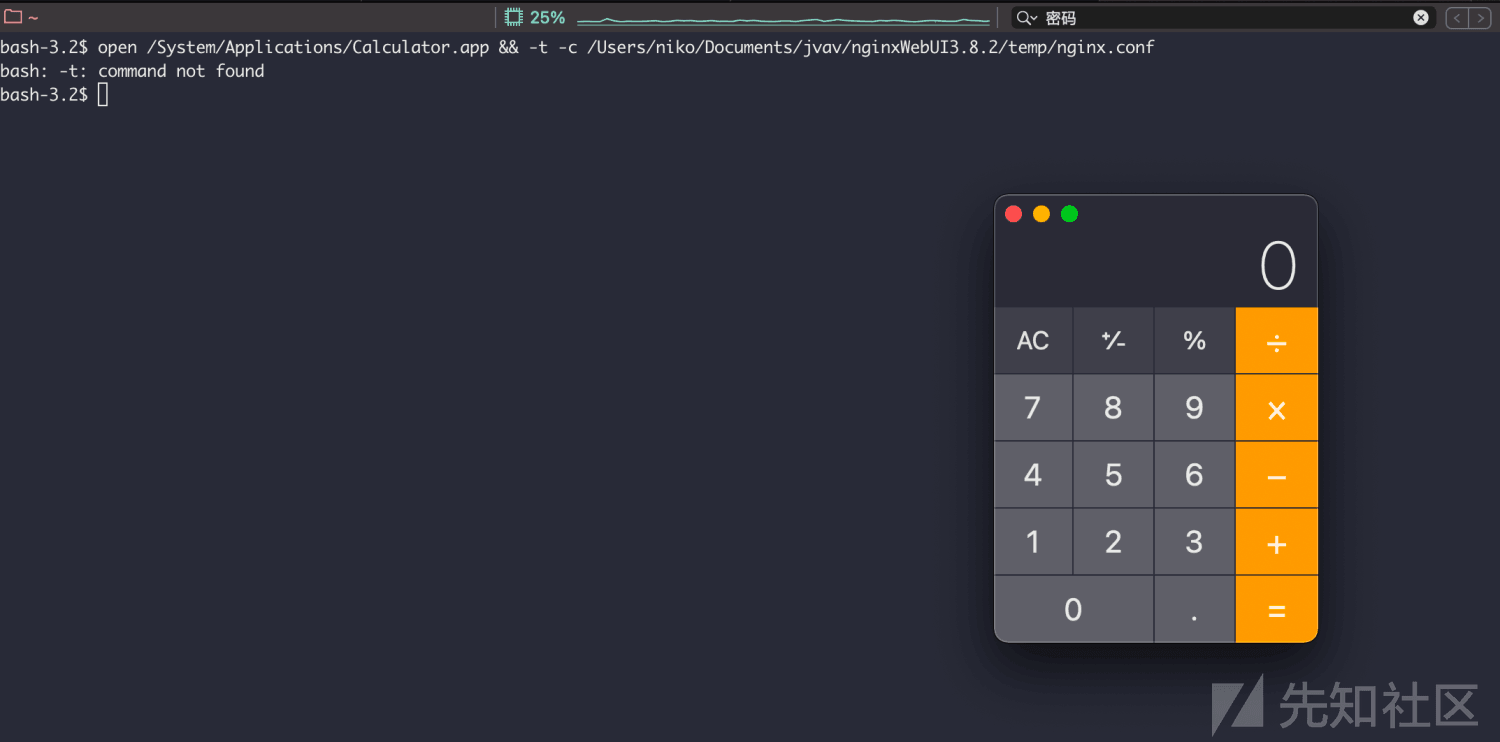 ~ 25% 密码
bash-3.2$ open /System/Applications/Calculator.app && -t -c /Users/niko/Documents/jvav/nginxWebUI3.8.2/temp/nginx.conf
bash: -t: command not found
bash-3.2$
0
AC +/- % ÷
7 8 9 ×
4 5 6 −
1 2 3 +
0 . =
先知社区